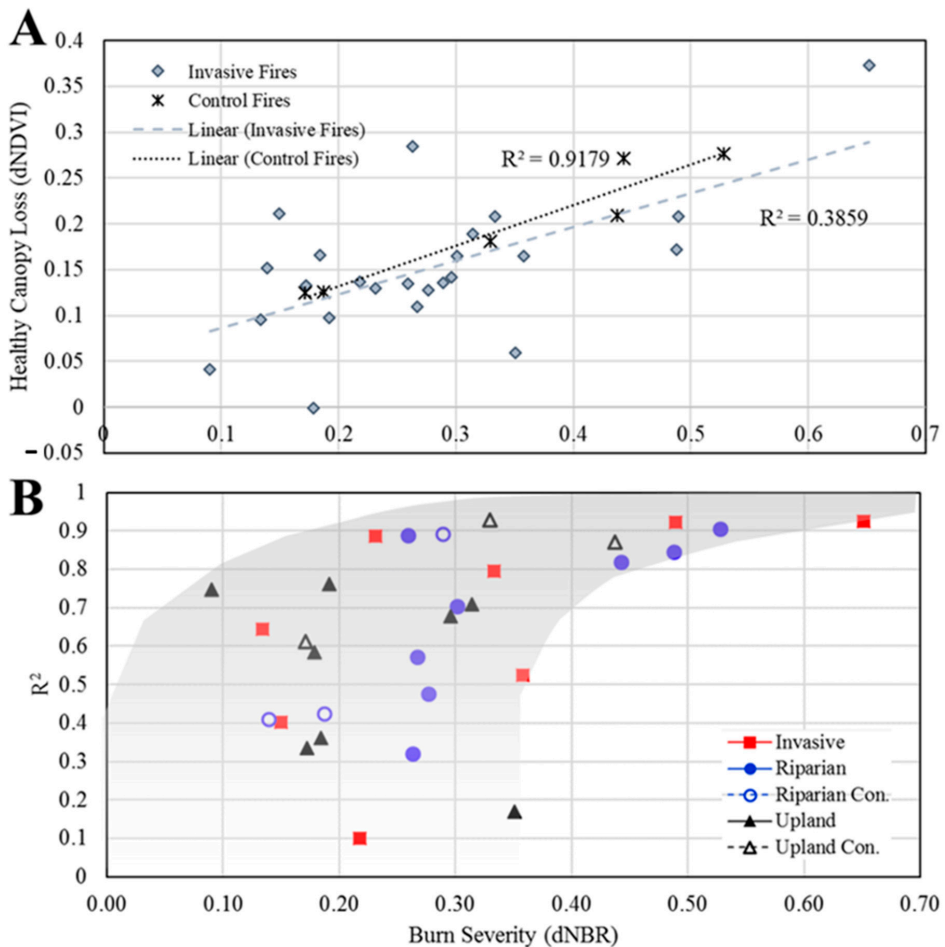 A
Healthy Canopy Loss (dNDVI)
0.4
0.35
0.3
0.25
0.2
0.15
0.1
0.05
0
-0.05
Invasive Fires
Control Fires
Linear (Invasive Fires)
Linear (Control Fires)
R² = 0.9179
R² = 0.3859
0 0.1 0.2 0.3 0.4 0.5 0.6 0.7
B
R²
1
0.9
0.8
0.7
0.6
0.5
0.4
0.3
0.2
0.1
0
Invasive
Riparian
Riparian Con.
Upland
Upland Con.
0.00 0.10 0.20 0.30 0.40 0.50 0.60 0.70
Burn Severity (dNBR)